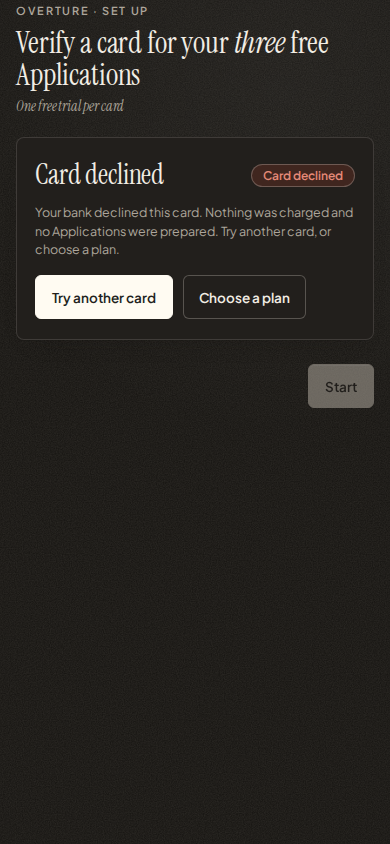 OVERTURE · SET UP
Verify a card for your three free
Applications
One free trial per card
Card declined
Card declined
Your bank declined this card. Nothing was charged and
no Applications were prepared. Try another card, or
choose a plan.
Try another card
Choose a plan
Start